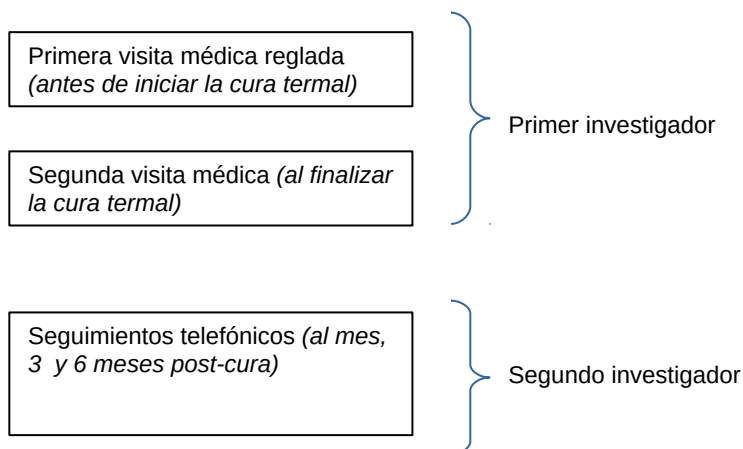 Primera visita médica reglada
(antes de iniciar la cura termal)
Primer investigador
Segunda visita médica (al finalizar
la cura termal)
Seguimientos telefónicos (al mes,
3 y 6 meses post-cura)
Segundo investigador